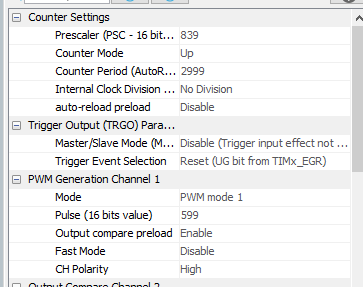 Counter Settings
Prescaler (PSC - 16 bit... 839
Counter Mode Up
Counter Period (AutoR... 2999
Internal Clock Division ... No Division
auto-reload preload Disable
Trigger Output (TRGO) Para...
Master/Slave Mode (M... Disable (Trigger input effect not ...
Trigger Event Selection Reset (UG bit from TIMx_EGR)
PWM Generation Channel 1
Mode PWM mode 1
Pulse (16 bits value) 599
Output compare preload Enable
Fast Mode Disable
CH Polarity High
Output Compare Channel 2